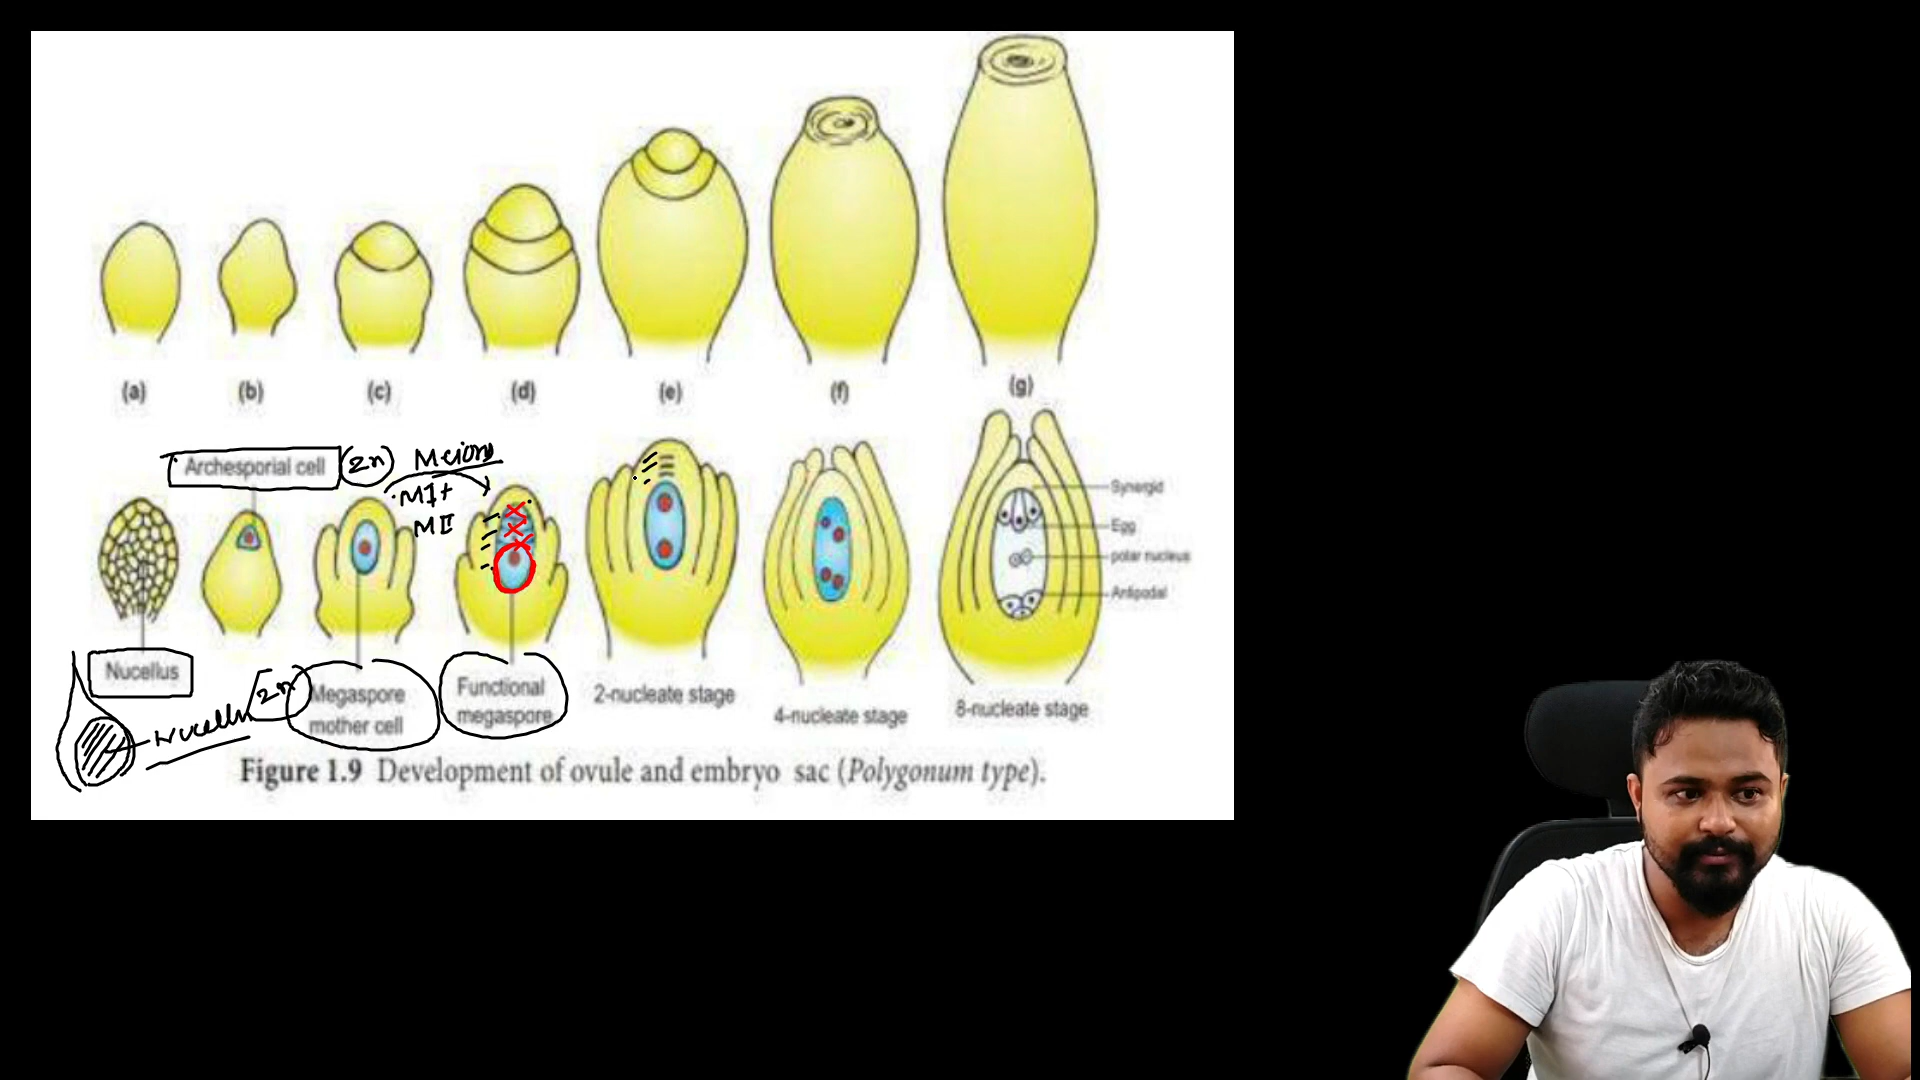 (a) (b) (c) (d) (e) (f) (g)
Archesporial cell (2n) Meiosis
MI+
MII
Synergid
Egg
polar nucleus
Antipodal
Nucellus
Nucellus 2n
Megaspore
mother cell
Functional
megaspore
2-nucleate stage
4-nucleate stage
8-nucleate stage
Figure 1.9 Development of ovule and embryo sac (Polygonum type).